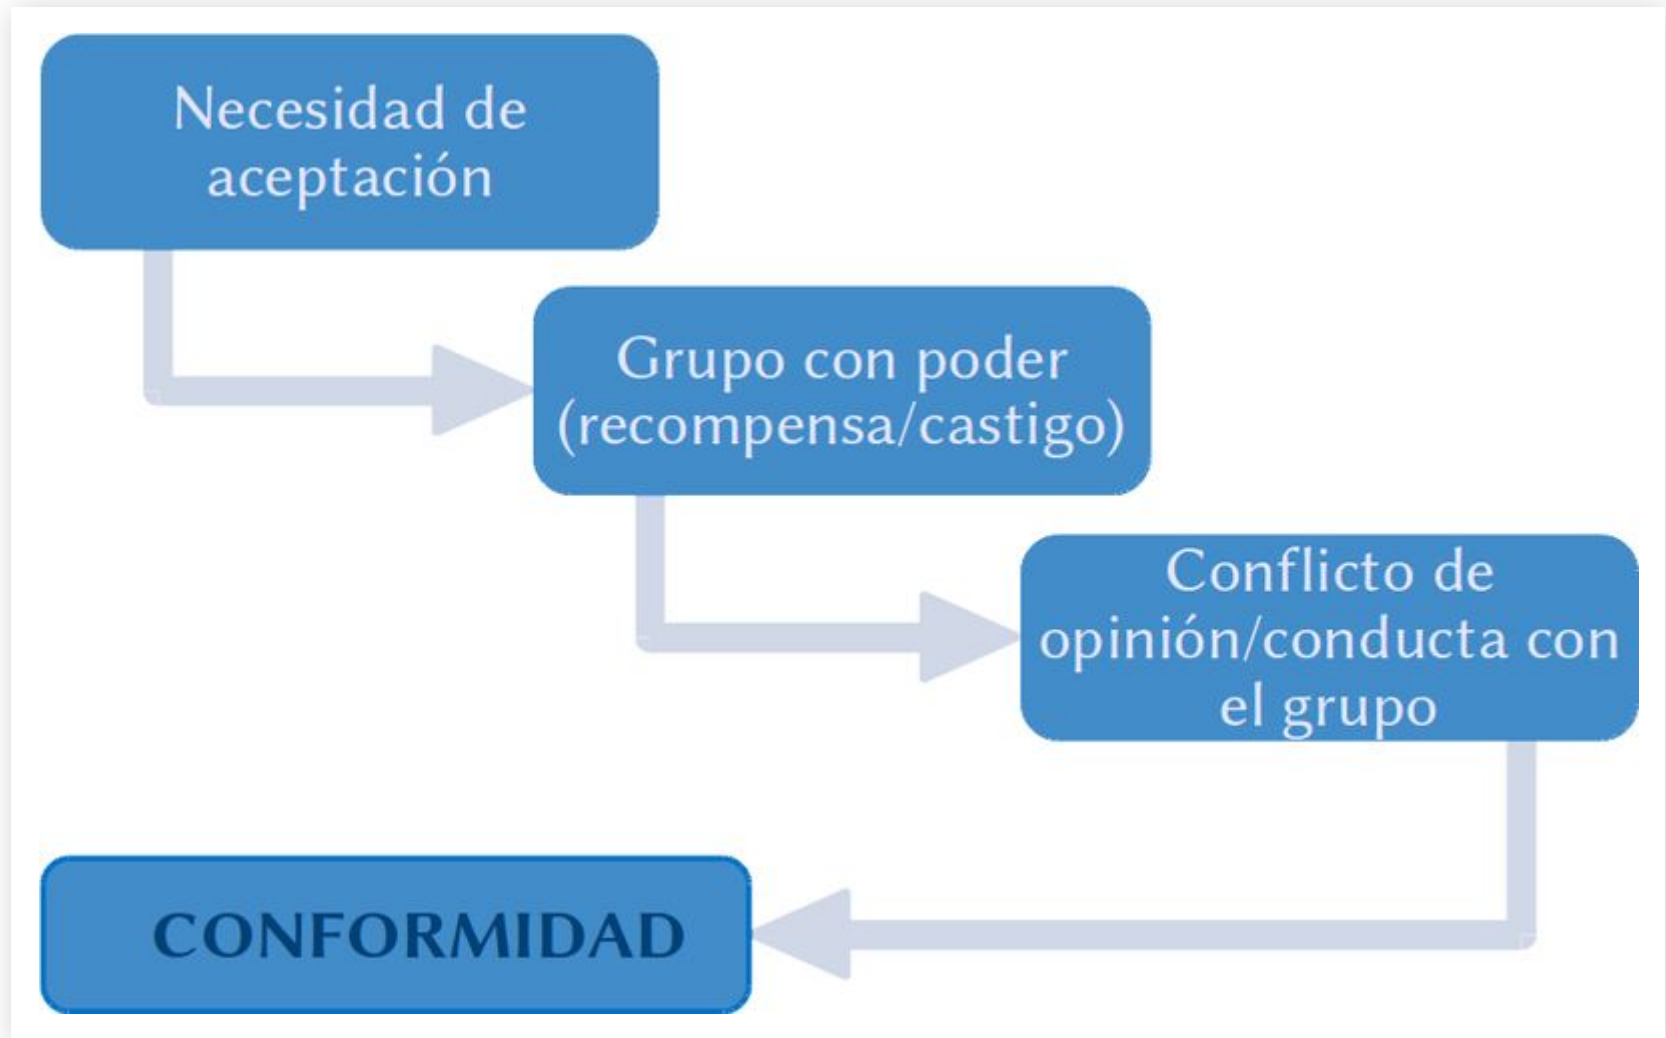 Necesidad de
aceptación
Grupo con poder
(recompensa/castigo)
Conflicto de
opinión/conducta con
el grupo
CONFORMIDAD